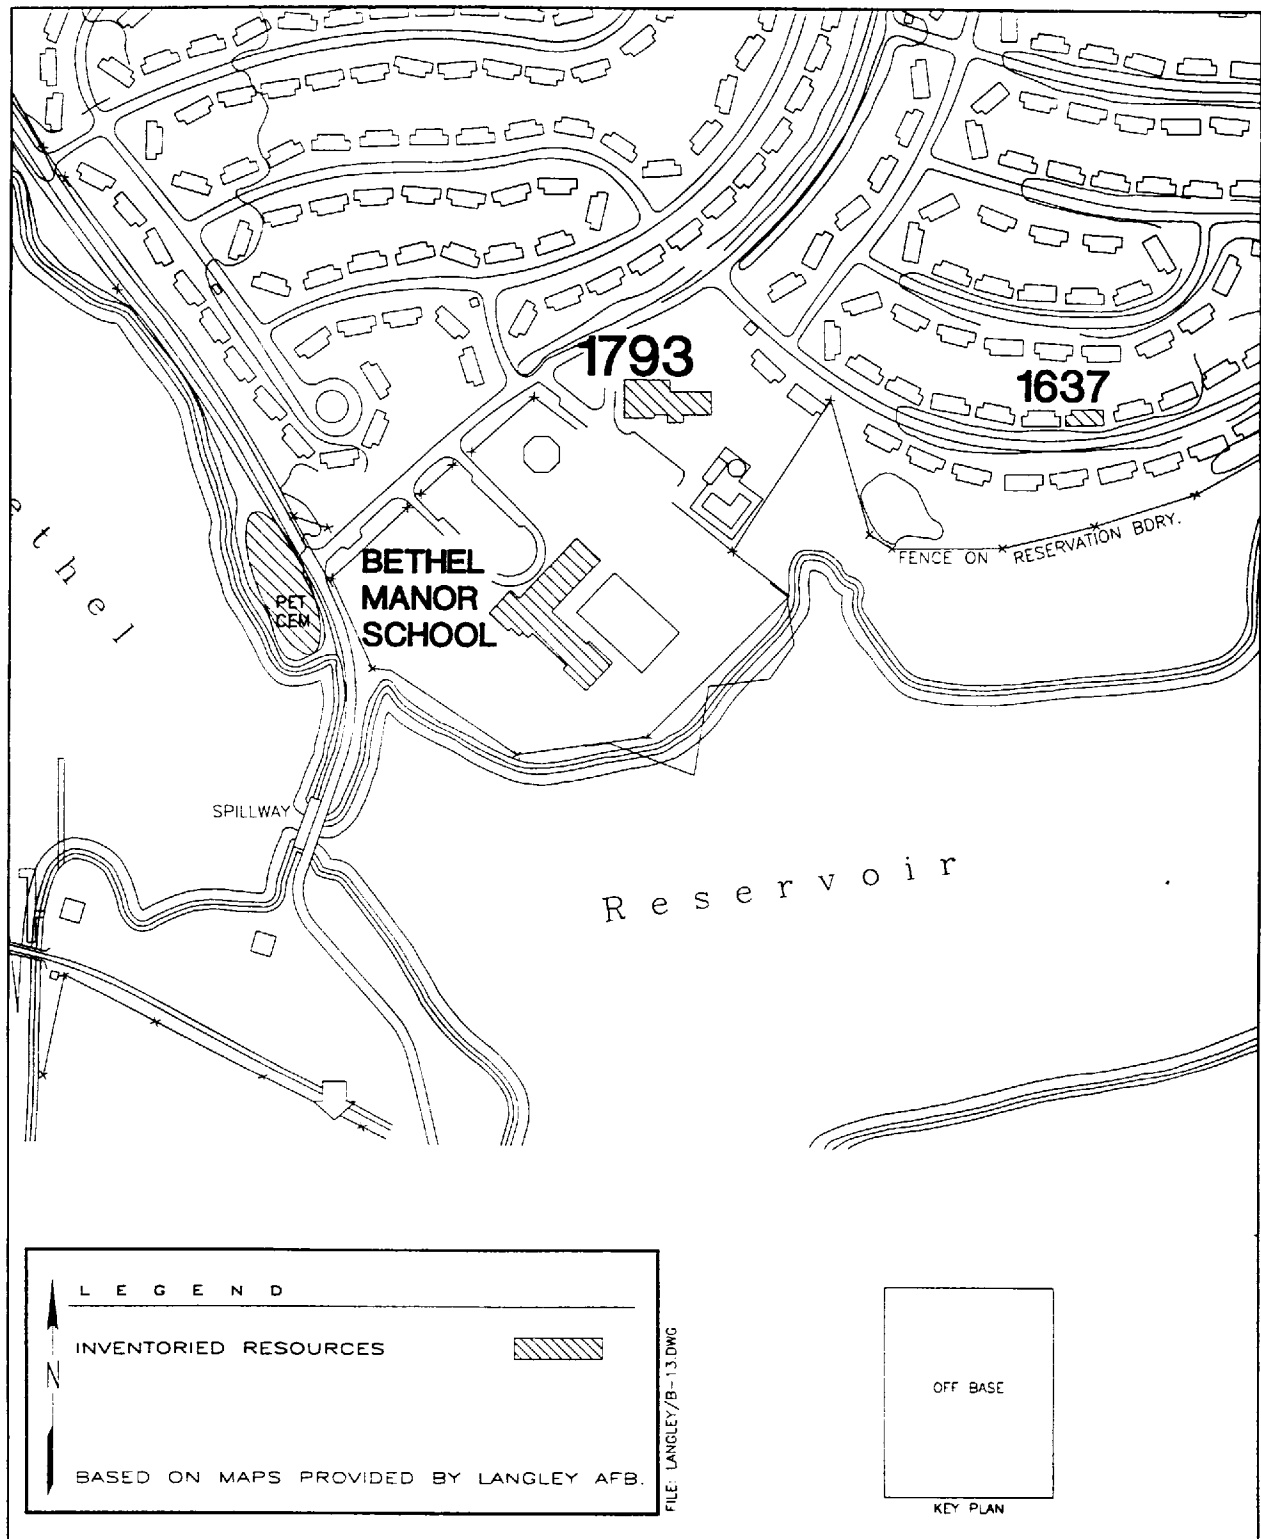 1793
1637
FENCE ON RESERVATION BDRY.
ethel
BETHEL
MANOR
SCHOOL
PET
CEM
SPILLWAY
Reservoir
LEGEND
INVENTORIED RESOURCES
N
BASED ON MAPS PROVIDED BY LANGLEY AFB.
FILE: LANGLEY/B-13.DWG
OFF BASE
KEY PLAN